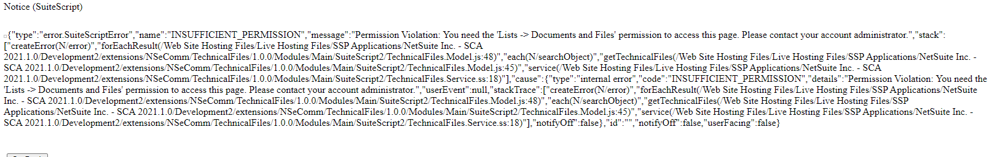 Notice (SuiteScript)
{"type":"error.SuiteScriptError","name":"INSUFFICIENT_PERMISSION","message":"Permission Violation: You need the 'Lists -> Documents and Files' permission to access this page. Please contact your account administrator.","stack":
["createError(N/error)","forEachResult(/Web Site Hosting Files/Live Hosting Files/SSP Applications/NetSuite Inc. - SCA
2021.1.0/Development2/extensions/NSeComm/TechnicalFiles/1.0.0/Modules/Main/SuiteScript2/TechnicalFiles.Model.js:48)","each(N/searchObject)","getTechnicalFiles(/Web Site Hosting Files/Live Hosting Files/SSP Applications/NetSuite Inc. -
SCA 2021.1.0/Development2/extensions/NSeComm/TechnicalFiles/1.0.0/Modules/Main/SuiteScript2/TechnicalFiles.Model.js:45)","service(/Web Site Hosting Files/Live Hosting Files/SSP Applications/NetSuite Inc. - SCA
2021.1.0/Development2/extensions/NSeComm/TechnicalFiles/1.0.0/Modules/Main/SuiteScript2/TechnicalFiles.Service.ss:18)"],"cause":{"type":"internal error","code":"INSUFFICIENT_PERMISSION","details":"Permission Violation: You need the
'Lists -> Documents and Files' permission to access this page. Please contact your account administrator.","userEvent":null,"stackTrace":["createError(N/error)","forEachResult(/Web Site Hosting Files/Live Hosting Files/SSP Applications/NetSuite
Inc. - SCA 2021.1.0/Development2/extensions/NSeComm/TechnicalFiles/1.0.0/Modules/Main/SuiteScript2/TechnicalFiles.Model.js:48)","each(N/searchObject)","getTechnicalFiles(/Web Site Hosting Files/Live Hosting Files/SSP
Applications/NetSuite Inc. - SCA 2021.1.0/Development2/extensions/NSeComm/TechnicalFiles/1.0.0/Modules/Main/SuiteScript2/TechnicalFiles.Model.js:45)","service(/Web Site Hosting Files/Live Hosting Files/SSP Applications/NetSuite Inc. -
SCA 2021.1.0/Development2/extensions/NSeComm/TechnicalFiles/1.0.0/Modules/Main/SuiteScript2/TechnicalFiles.Service.ss:18)"],"notifyOff":false},"id":"","notifyOff":false,"userFacing":false}